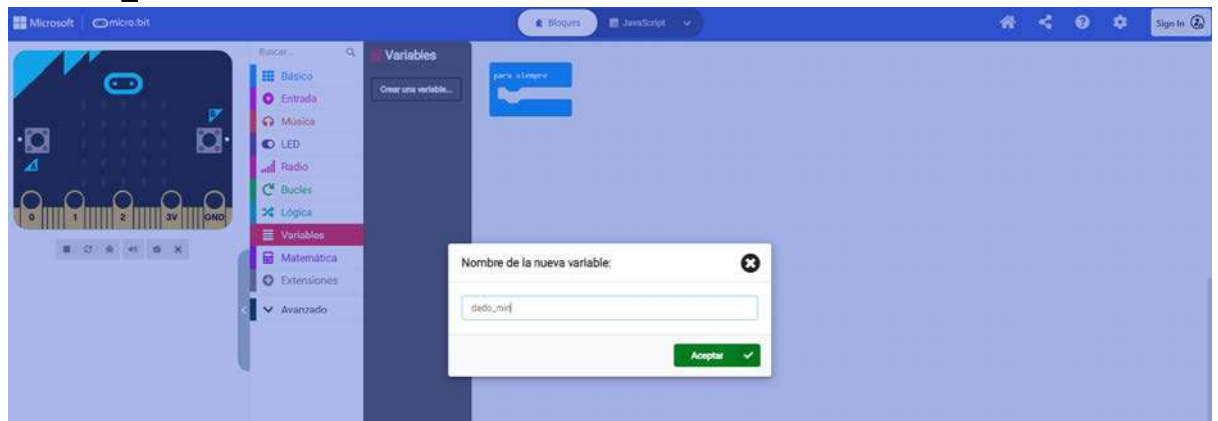 Microsoft
micro:bit
Bloques
JavaScript
Sign In
Buscar...
Básico
Entrada
Música
LED
Radio
Bucles
Lógica
Variables
Matemática
Extensiones
Avanzado
Variables
Crear una variable...
para siempre
B
A
0 1 2 3V GND
Nombre de la nueva variable:
dado_min
Aceptar